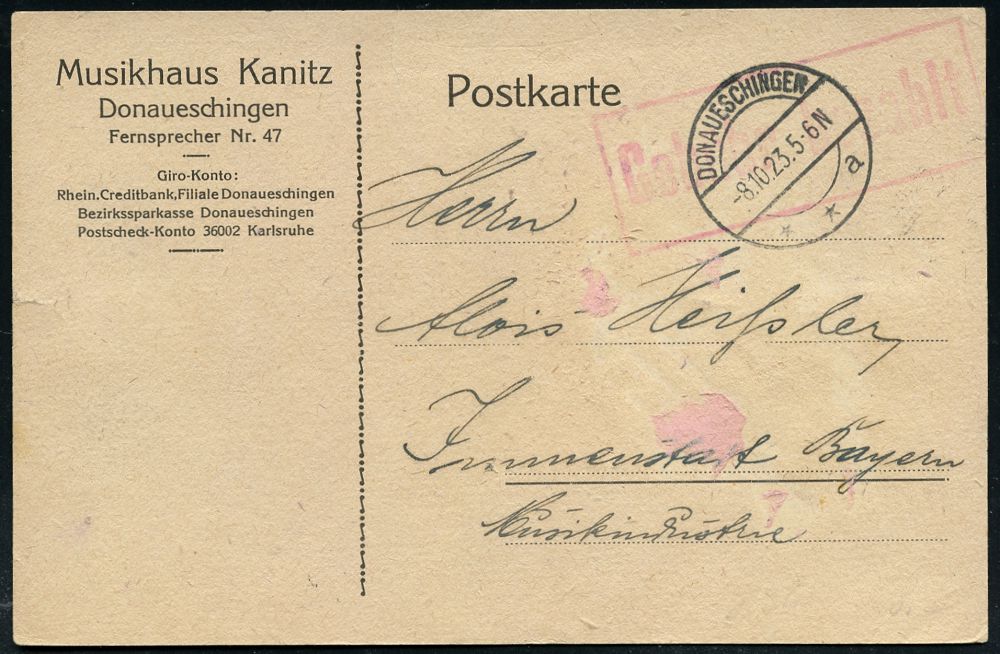 Musikhaus Kanitz
Donaueschingen
Fernsprecher Nr. 47
Giro-Konto:
Rhein. Creditbank, Filiale Donaueschingen
Bezirkssparkasse Donaueschingen
Postscheck-Konto 36002 Karlsruhe
Postkarte
DONAUESCHINGEN
-8.10.23.5-6N
a
* *
Herrn
Alois Heißler,
Immenstadt Bayern
Musikindustrie